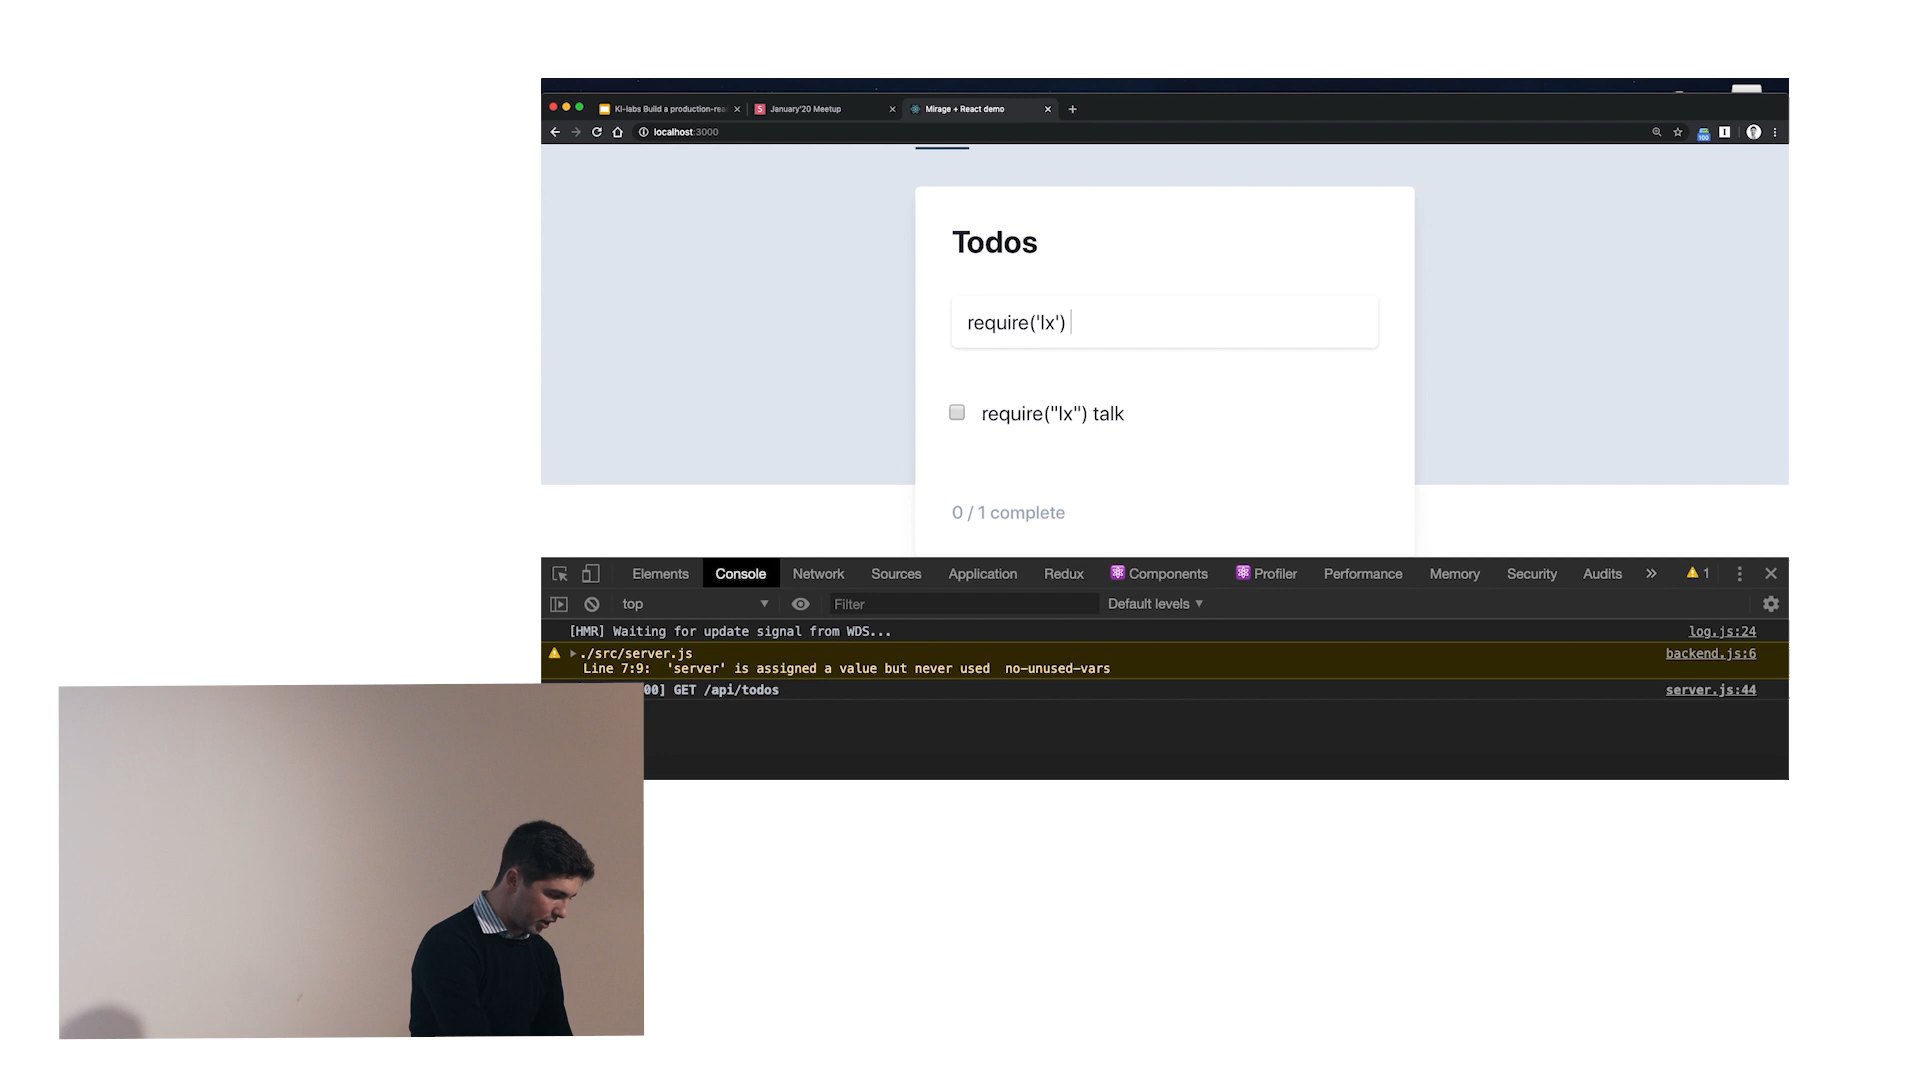 KI-labs Build a production-rea
January'20 Meetup
Mirage + React demo
localhost:3000
100
Todos
require('lx')
require("lx") talk
0 / 1 complete
Elements Console Network Sources Application Redux Components Profiler Performance Memory Security Audits » 1
top Filter Default levels
[HMR] Waiting for update signal from WDS... log.js:24
./src/server.js backend.js:6
Line 7:9: 'server' is assigned a value but never used no-unused-vars
00] GET /api/todos server.js:44